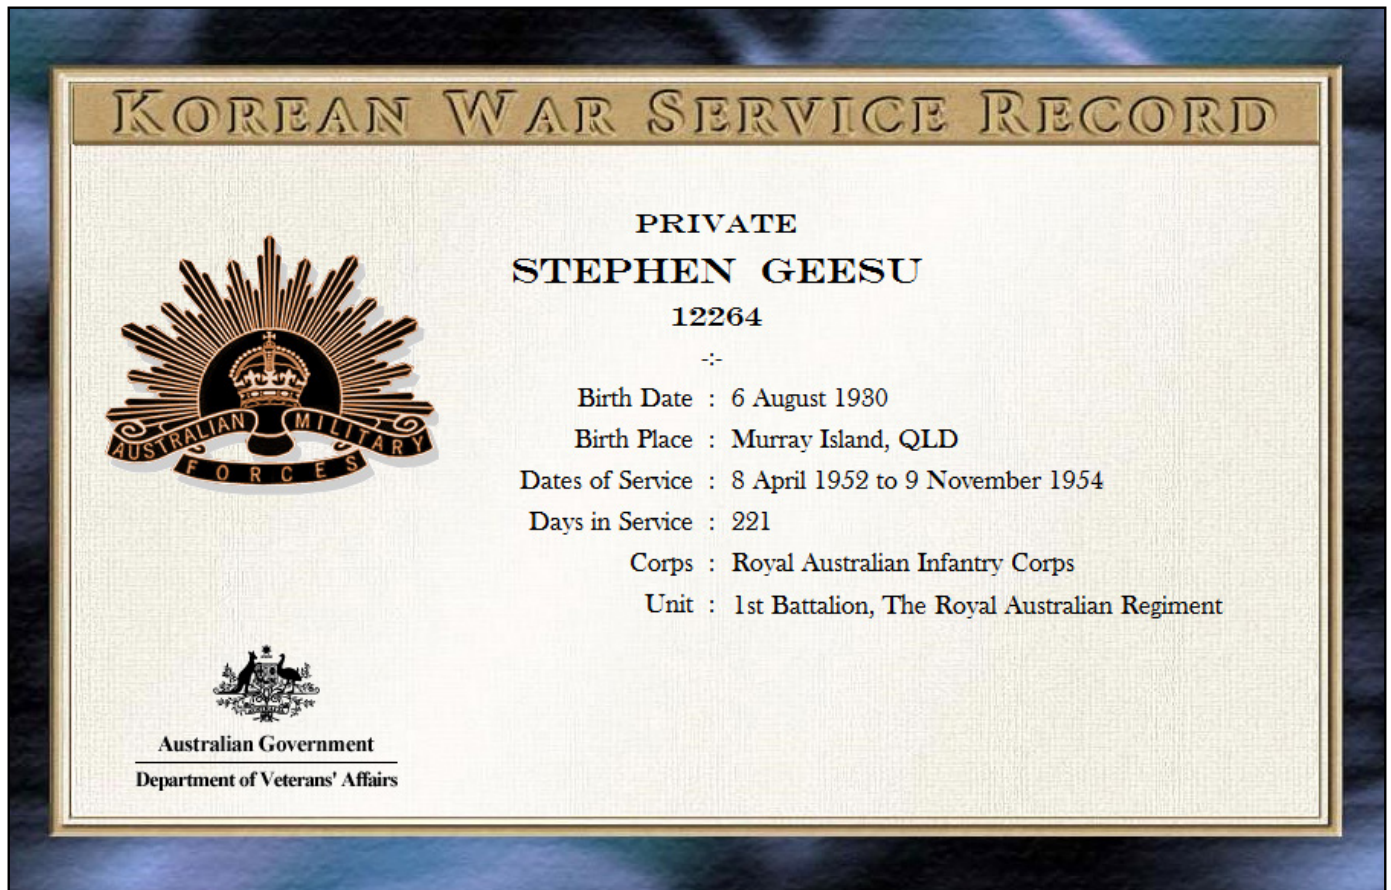 KOREAN WAR SERVICE RECORD
PRIVATE
STEPHEN GEESU
12264
-:-
Birth Date : 6 August 1930
Birth Place : Murray Island, QLD
Dates of Service : 8 April 1952 to 9 November 1954
Days in Service : 221
Corps : Royal Australian Infantry Corps
Unit : 1st Battalion, The Royal Australian Regiment
AUSTRALIAN MILITARY
FORCES
Australian Government
Department of Veterans' Affairs